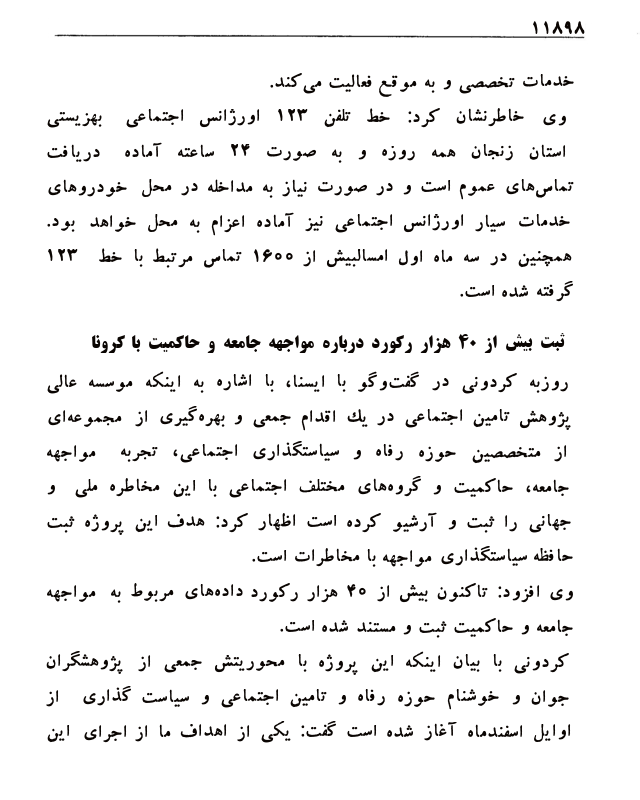 ۱۱۸۹۸
خدمات تخصصی و به موقع فعالیت می‌کند.
وی خاطرنشان کرد: خط تلفن ۱۲۳ اورژانس اجتماعی بهزیستی
استان زنجان همه روزه و به صورت ۲۴ ساعته آماده دریافت
تماس‌های عموم است و در صورت نیاز به مداخله در محل خودروهای
خدمات سیار اورژانس اجتماعی نیز آماده اعزام به محل خواهد بود.
همچنین در سه ماه اول امسالبیش از ۱۶۰۰ تماس مرتبط با خط ۱۲۳
گرفته شده است.
ثبت بیش از ۴۰ هزار رکورد درباره مواجهه جامعه و حاکمیت با کرونا
روزبه کردونی در گفت‌وگو با ایسنا، با اشاره به اینکه موسسه عالی
پژوهش تامین اجتماعی در یك اقدام جمعی و بهره‌گیری از مجموعه‌ای
از متخصصین حوزه رفاه و سیاستگذاری اجتماعی، تجربه مواجهه
جامعه، حاکمیت و گروه‌های مختلف اجتماعی با این مخاطره ملی و
جهانی را ثبت و آرشیو کرده است اظهار کرد: هدف این پروژه ثبت
حافظه سیاستگذاری مواجهه با مخاطرات است.
وی افزود: تاکنون بیش از ۴۰ هزار رکورد داده‌های مربوط به مواجهه
جامعه و حاکمیت ثبت و مستند شده است.
کردونی با بیان اینکه این پروژه با محوریتش جمعی از پژوهشگران
جوان و خوشنام حوزه رفاه و تامین اجتماعی و سیاست گذاری از
اوایل اسفندماه آغاز شده است گفت: یکی از اهداف ما از اجرای این